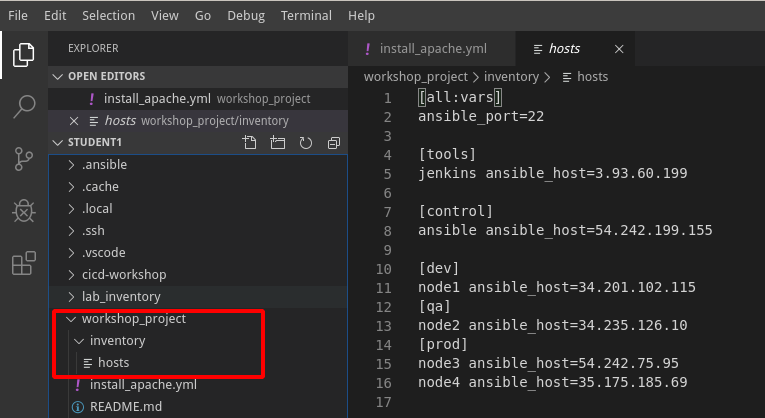 File Edit Selection View Go Debug Terminal Help
EXPLORER
OPEN EDITORS
! install_apache.yml workshop_project
hosts workshop_project/inventory
STUDENT1
.ansible
.cache
.local
.ssh
.vscode
cicd-workshop
lab_inventory
workshop_project
inventory
hosts
! install_apache.yml
README.md
! install_apache.yml hosts
workshop_project > inventory > hosts
1 [all:vars]
2 ansible_port=22
3
4 [tools]
5 jenkins ansible_host=3.93.60.199
6
7 [control]
8 ansible ansible_host=54.242.199.155
9
10 [dev]
11 node1 ansible_host=34.201.102.115
12 [qa]
13 node2 ansible_host=34.235.126.10
14 [prod]
15 node3 ansible_host=54.242.75.95
16 node4 ansible_host=35.175.185.69
17